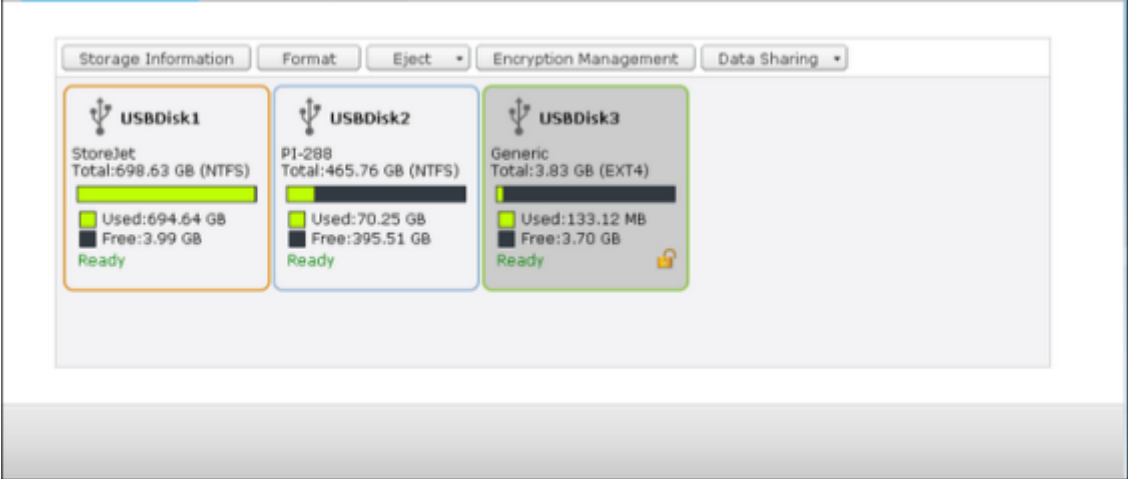 Storage Information Format Eject Encryption Management Data Sharing
USBDisk1
StoreJet
Total:698.63 GB (NTFS)
Used:694.64 GB
Free:3.99 GB
Ready
USBDisk2
PI-288
Total:465.76 GB (NTFS)
Used:70.25 GB
Free:395.51 GB
Ready
USBDisk3
Generic
Total:3.83 GB (EXT4)
Used:133.12 MB
Free:3.70 GB
Ready